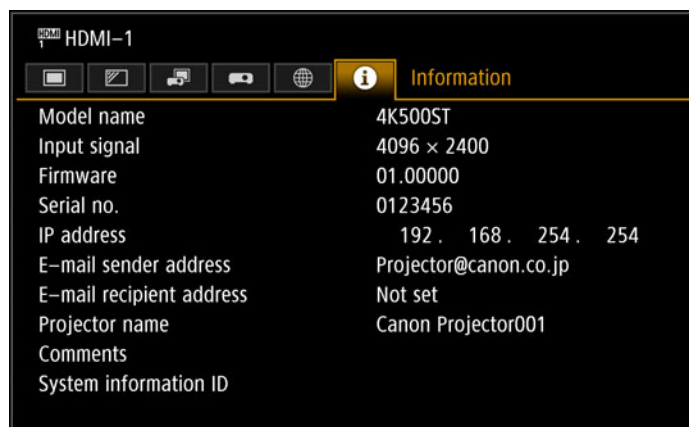 HDMI 1 HDMI-1
Information
Model name 4K500ST
Input signal 4096 × 2400
Firmware 01.00000
Serial no. 0123456
IP address 192 . 168 . 254 . 254
E-mail sender address Projector@canon.co.jp
E-mail recipient address Not set
Projector name Canon Projector001
Comments
System information ID